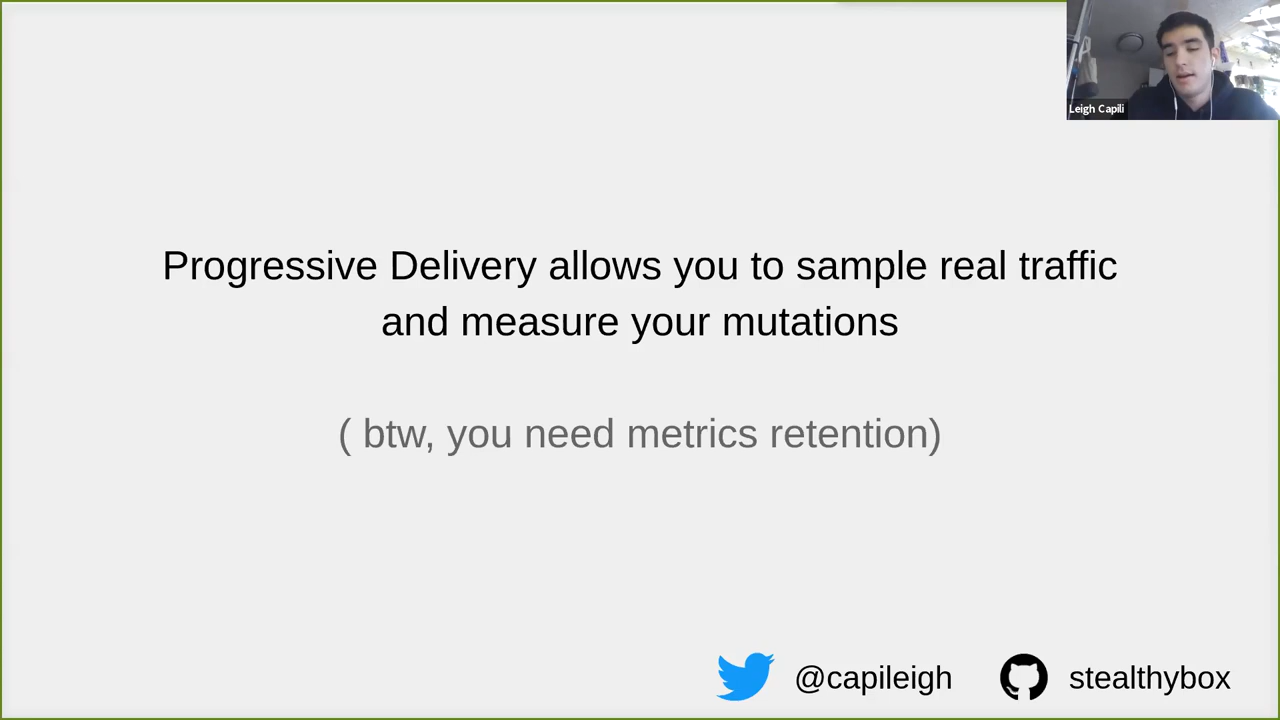 Leigh Capili
Progressive Delivery allows you to sample real traffic
and measure your mutations
( btw, you need metrics retention)
@capileigh
stealthybox